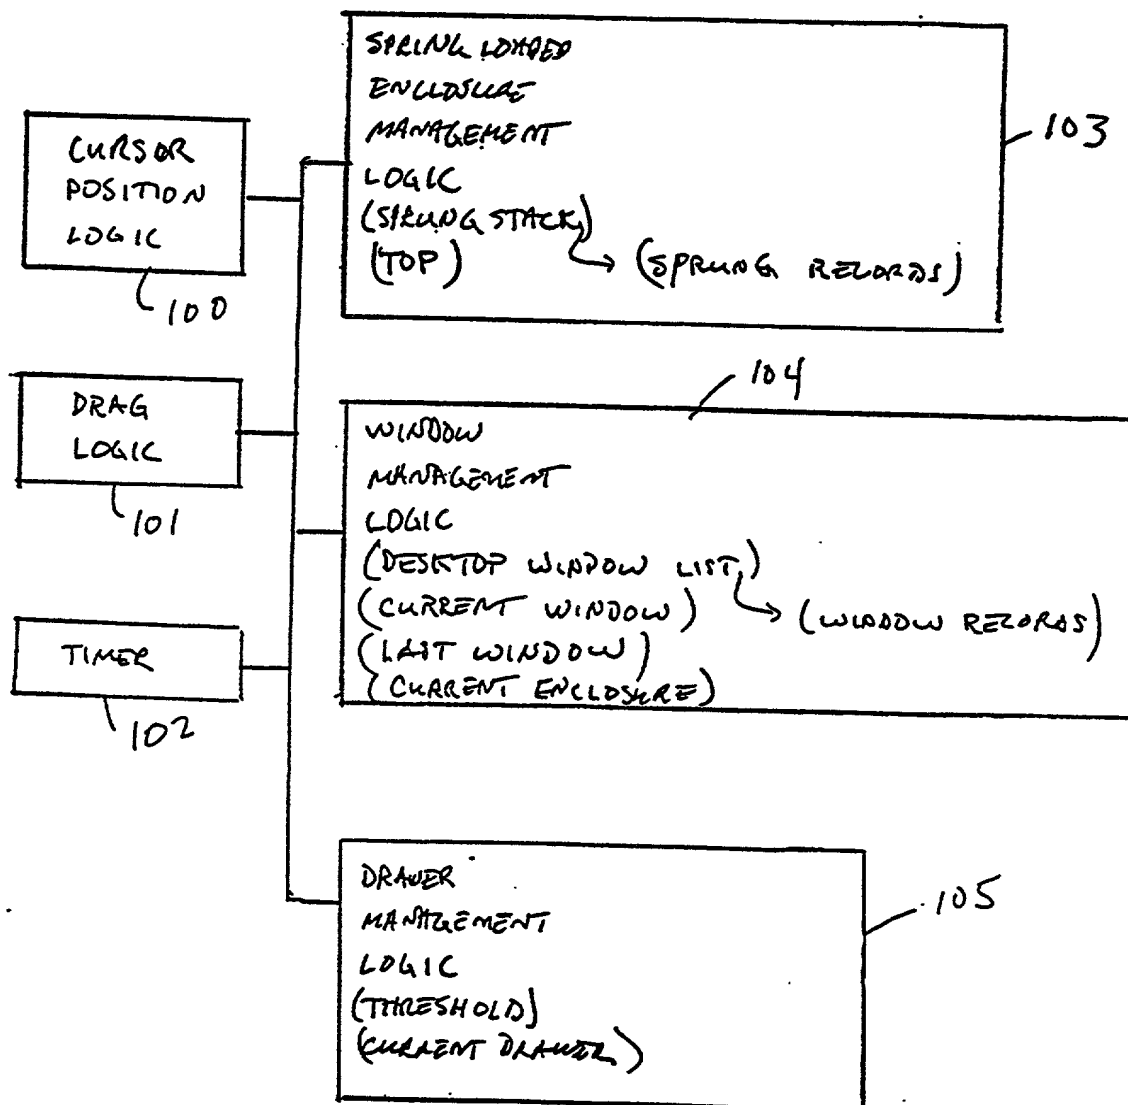 SPRING LOADED
ENCLOSURE
MANAGEMENT
LOGIC
(SPRUNG STACK)
(TOP)
(SPRUNG RECORDS)
103
CURSOR
POSITION
LOGIC
100
DRAG
LOGIC
101
TIMER
102
104
WINDOW
MANAGEMENT
LOGIC
(DESKTOP WINDOW LIST)
(CURRENT WINDOW)
(WINDOW RECORDS)
(LAST WINDOW)
(CURRENT ENCLOSURE)
DRAWER
MANAGEMENT
LOGIC
(THRESHOLD)
(CURRENT DRAWER)
105